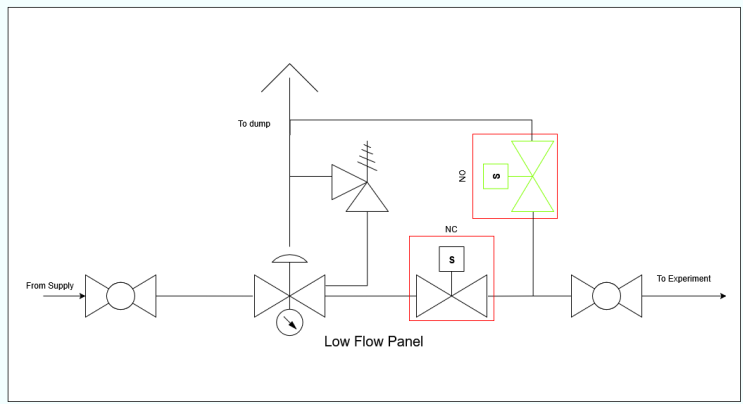 To dump
S
NO
NC
S
From Supply
To Experiment
Low Flow Panel